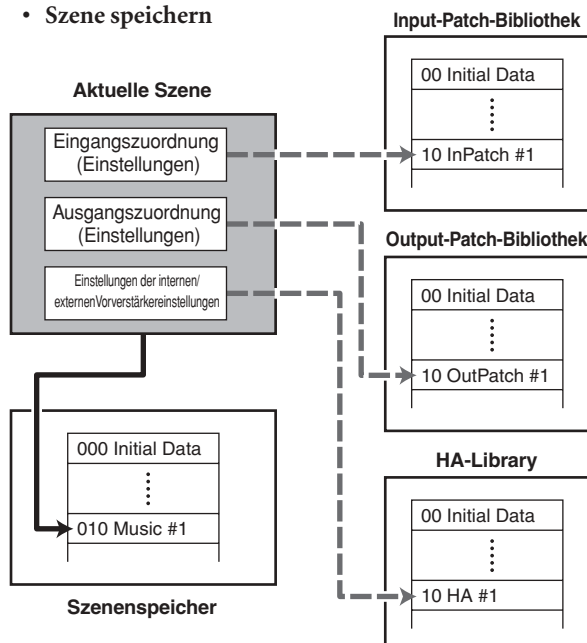 • Szene speichern
Aktuelle Szene
Eingangszuordnung
(Einstellungen)
Ausgangszuordnung
(Einstellungen)
Einstellungen der internen/
externenVorverstärkereinstellungen
000 Initial Data
010 Music #1
Szenenspeicher
Input-Patch-Bibliothek
00 Initial Data
10 InPatch #1
Output-Patch-Bibliothek
00 Initial Data
10 OutPatch #1
HA-Library
00 Initial Data
10 HA #1